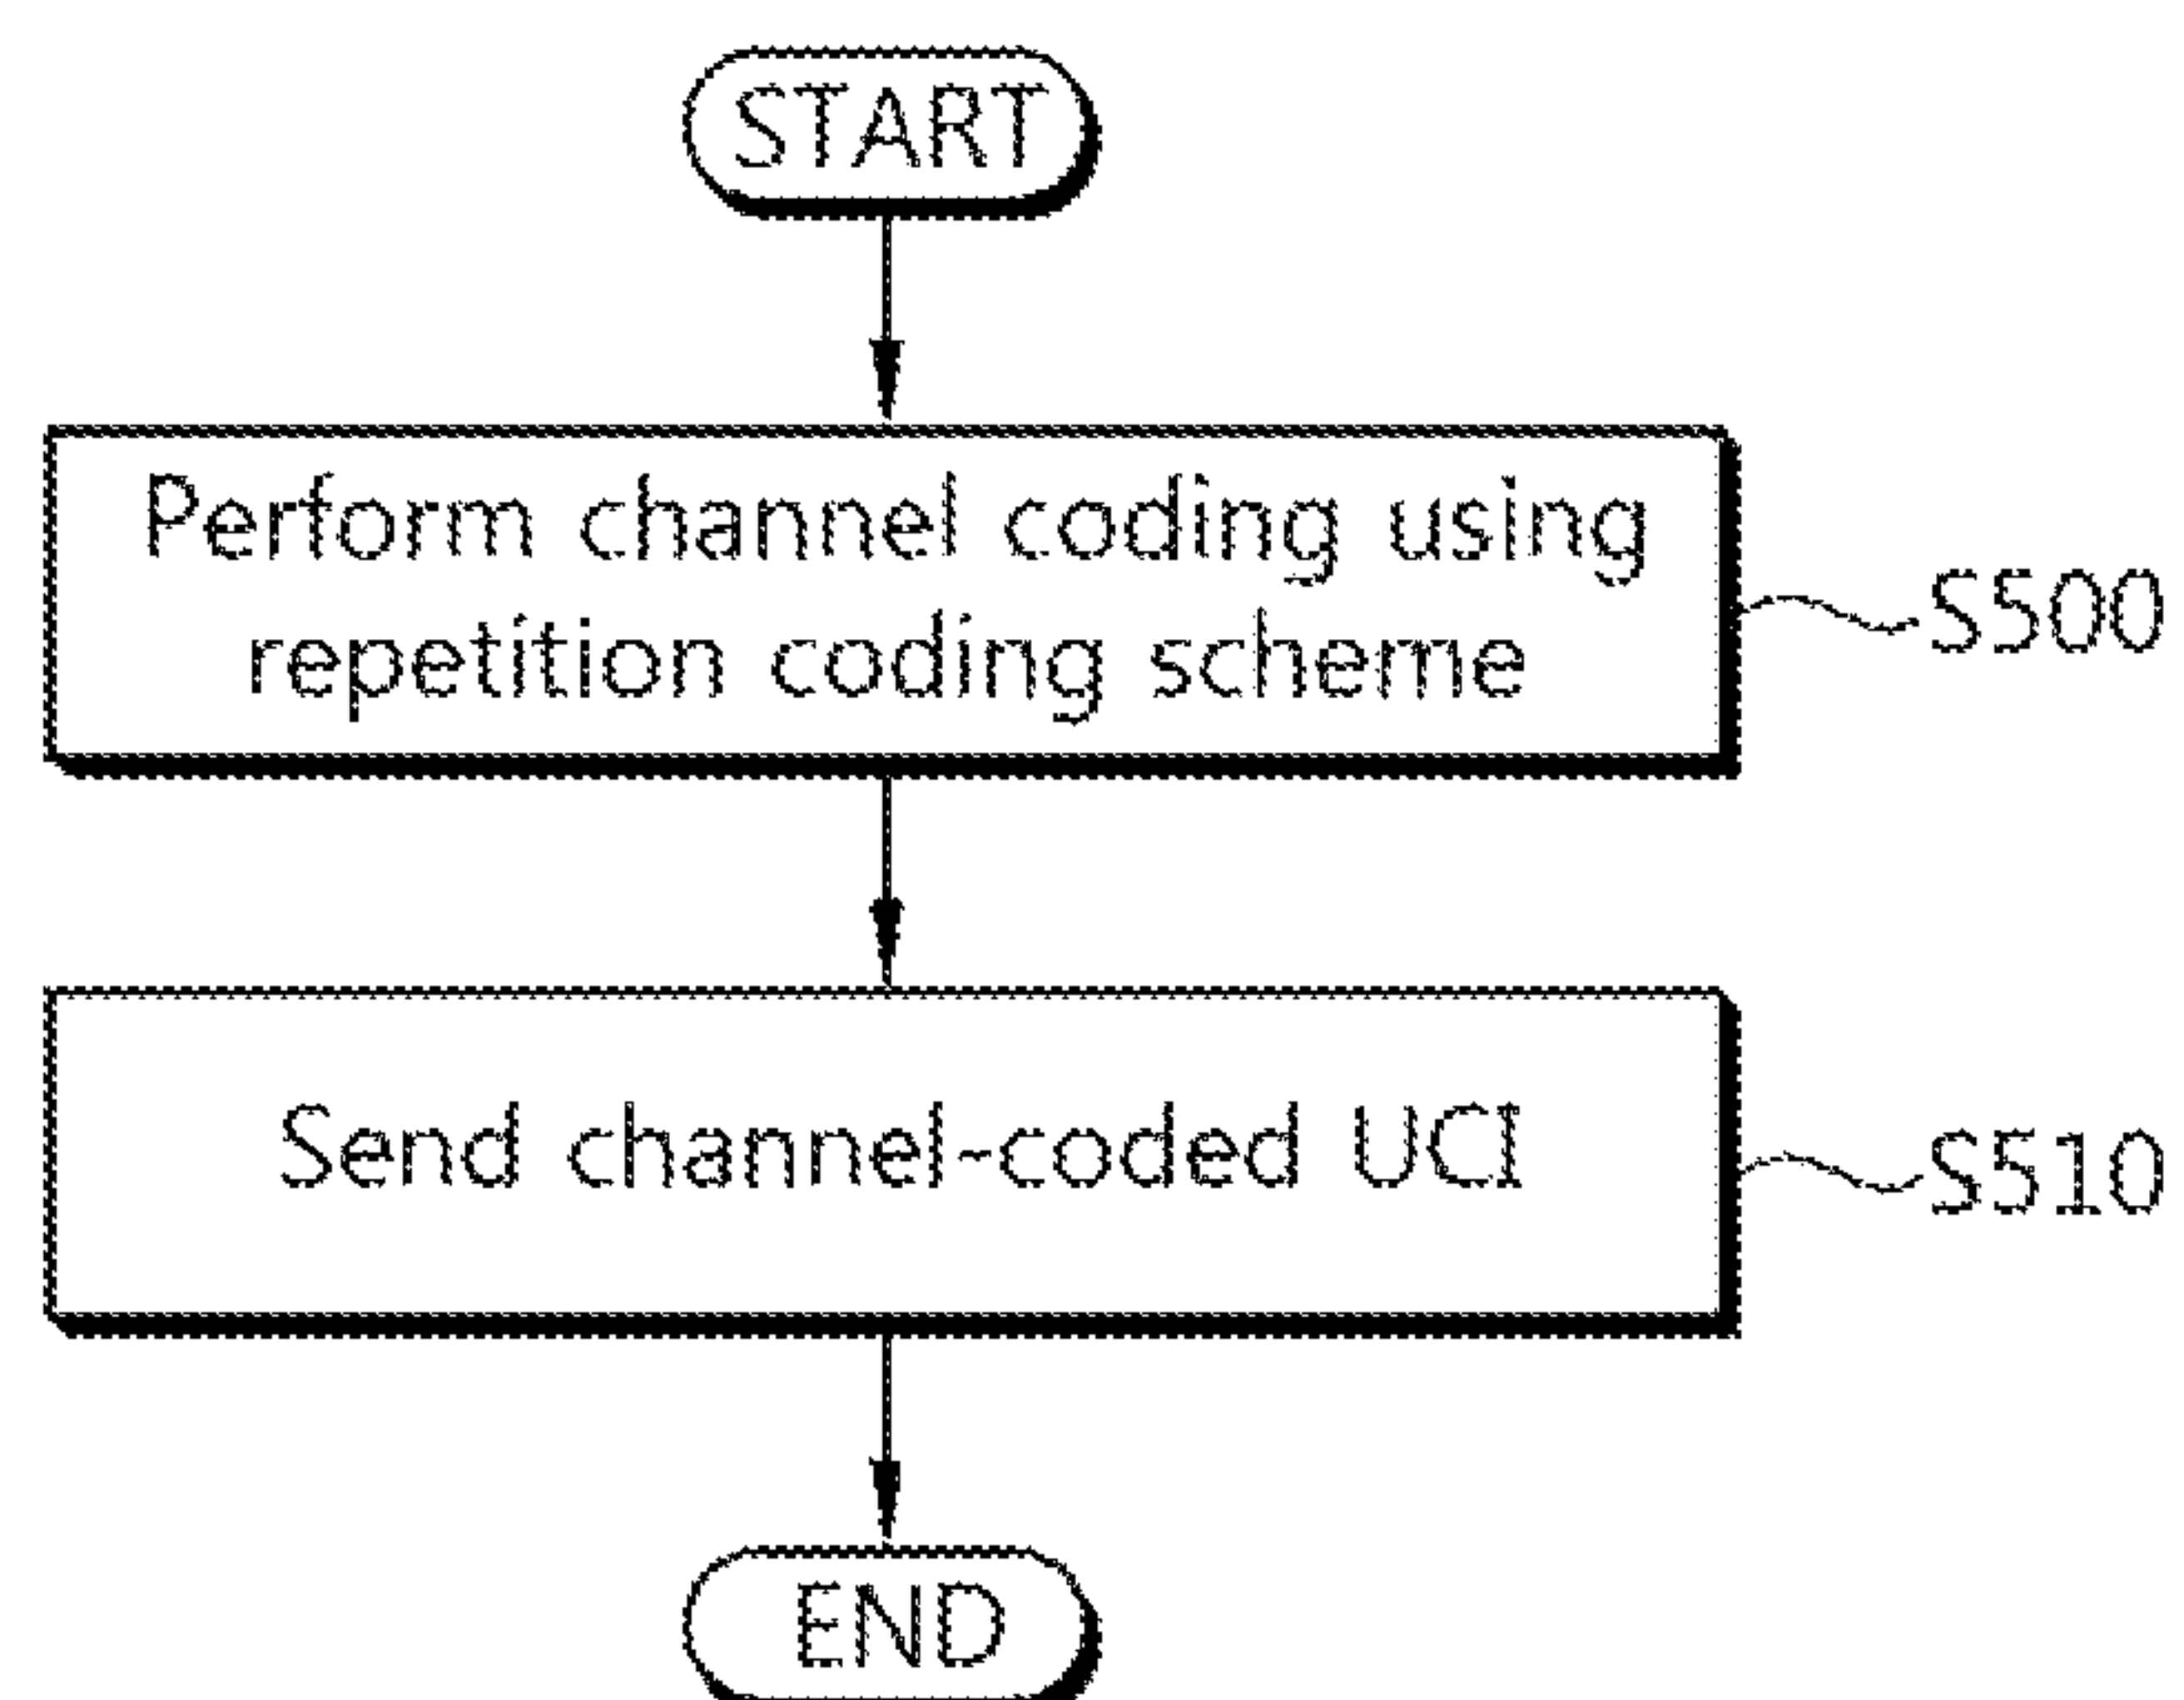 START
Perform channel coding using
repetition coding scheme
S500
Send channel-coded UCI
S510
END